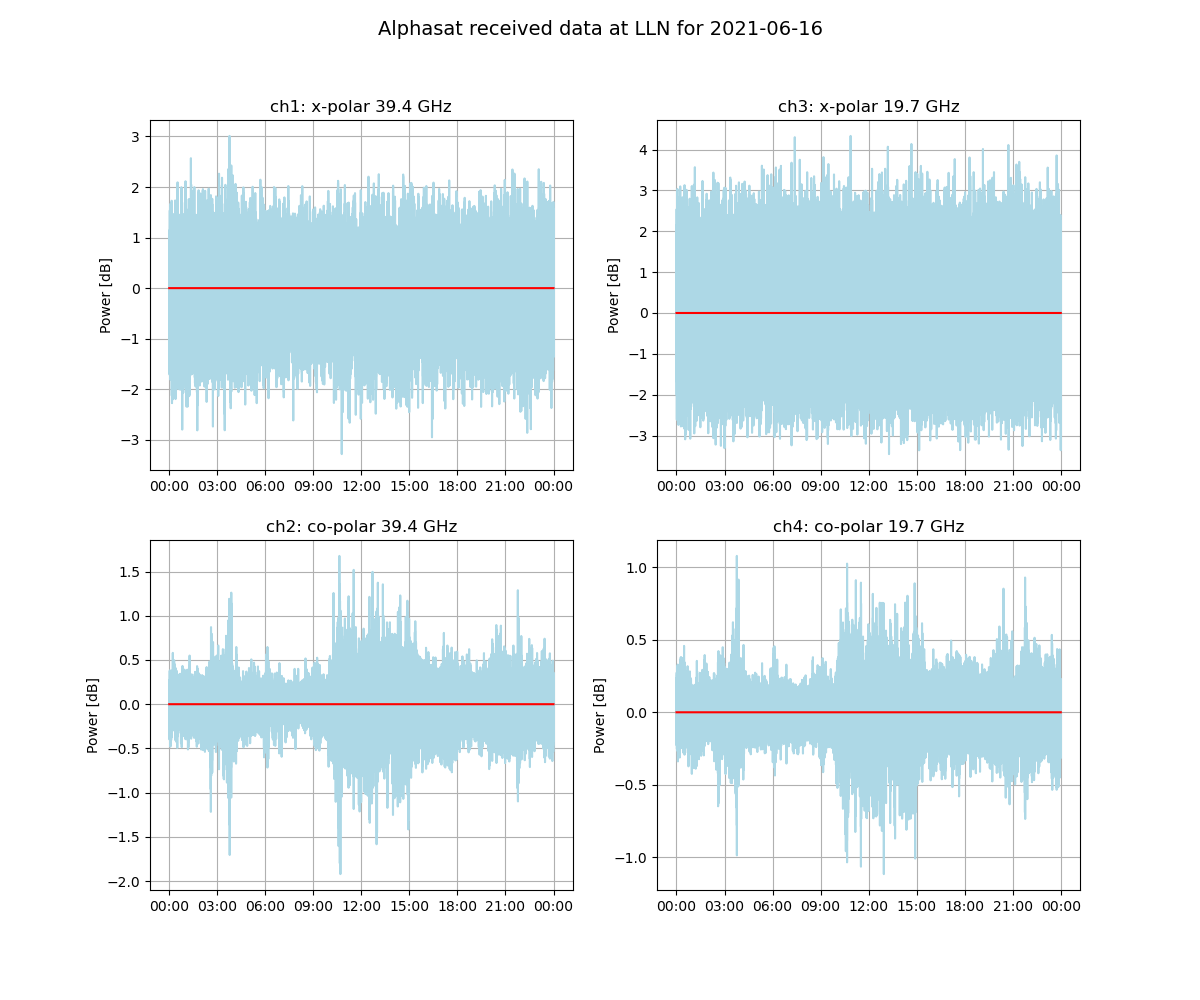 Alphasat received data at LLN for 2021-06-16
ch1: x-polar 39.4 GHz
3
2
1
0
−1
−2
−3
Power [dB]
00:00 03:00 06:00 09:00 12:00 15:00 18:00 21:00 00:00
ch3: x-polar 19.7 GHz
4
3
2
1
0
−1
−2
−3
Power [dB]
00:00 03:00 06:00 09:00 12:00 15:00 18:00 21:00 00:00
ch2: co-polar 39.4 GHz
1.5
1.0
0.5
0.0
−0.5
−1.0
−1.5
−2.0
Power [dB]
00:00 03:00 06:00 09:00 12:00 15:00 18:00 21:00 00:00
ch4: co-polar 19.7 GHz
1.0
0.5
0.0
−0.5
−1.0
Power [dB]
00:00 03:00 06:00 09:00 12:00 15:00 18:00 21:00 00:00